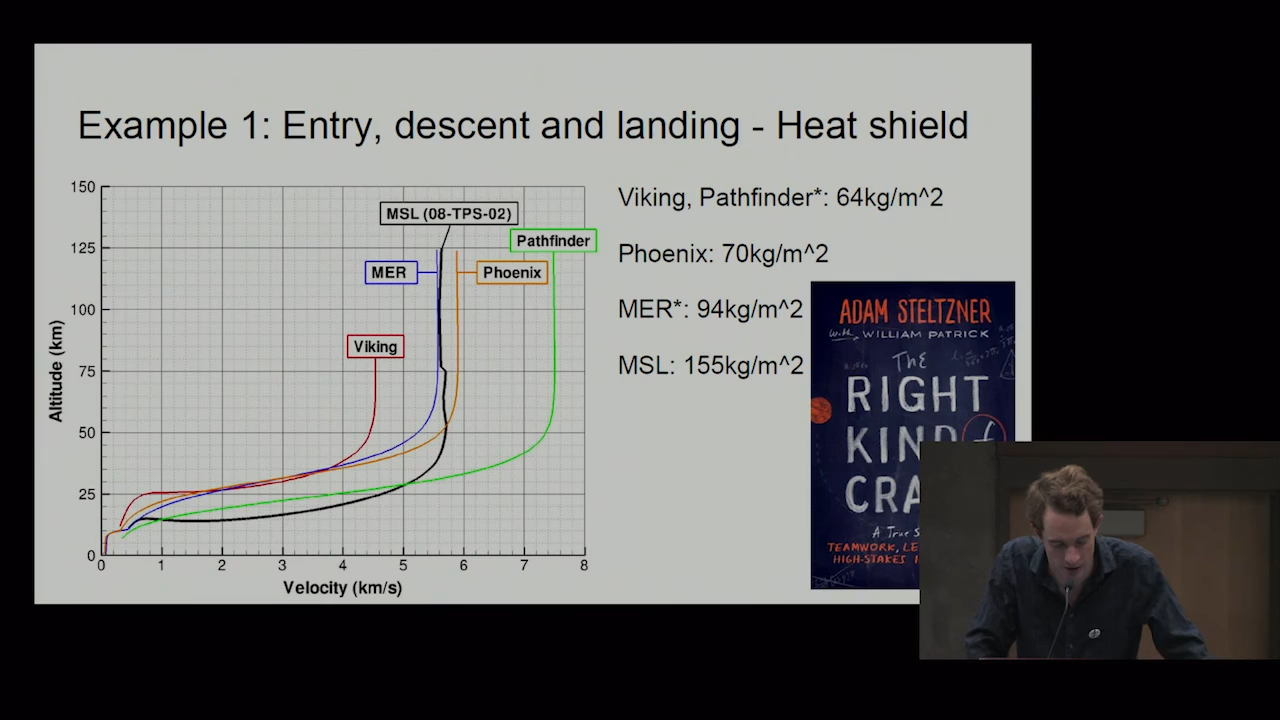 Example 1: Entry, descent and landing - Heat shield
150
125
100
75
50
25
0
0 1 2 3 4 5 6 7 8
Altitude (km)
Velocity (km/s)
MSL (08-TPS-02)
Pathfinder
MER
Phoenix
Viking
Viking, Pathfinder*: 64kg/m^2
Phoenix: 70kg/m^2
MER*: 94kg/m^2
MSL: 155kg/m^2
ADAM STELTZNER
with WILLIAM PATRICK
The
RIGHT
KIND of
CRA
A True S
TEAMWORK, LE
HIGH-STAKES I